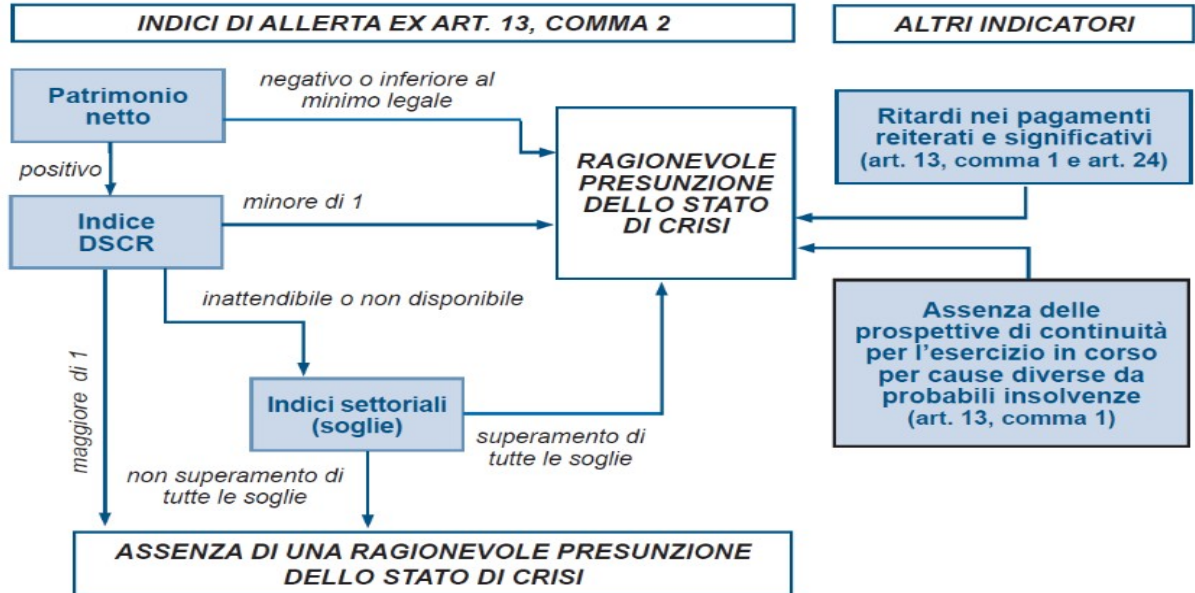 INDICI DI ALLERTA EX ART. 13, COMMA 2
ALTRI INDICATORI
Patrimonio
netto
negativo o inferiore al
minimo legale
positivo
Indice
DSCR
minore di 1
RAGIONEVOLE
PRESUNZIONE
DELLO STATO
DI CRISI
Ritardi nei pagamenti
reiterati e significativi
(art. 13, comma 1 e art. 24)
inattendibile o non disponibile
maggiore di 1
Indici settoriali
(soglie)
superamento di
tutte le soglie
non superamento di
tutte le soglie
Assenza delle
prospettive di continuità
per l'esercizio in corso
per cause diverse da
probabili insolvenze
(art. 13, comma 1)
ASSENZA DI UNA RAGIONEVOLE PRESUNZIONE
DELLO STATO DI CRISI